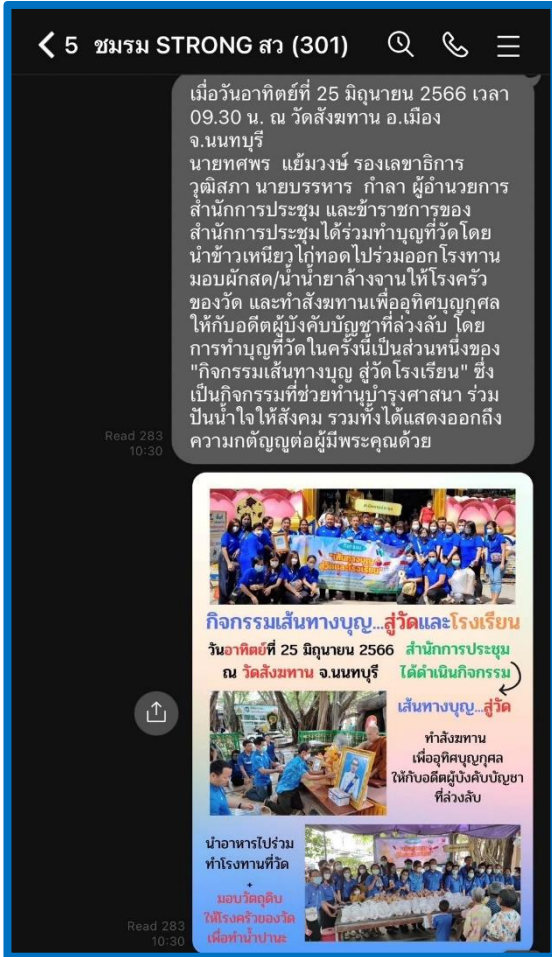 5 ชมรม STRONG สว (301)
เมื่อวันอาทิตย์ที่ 25 มิถุนายน 2566 เวลา
09.30 น. ณ วัดสังฆทาน อ.เมือง
จ.นนทบุรี
นายทศพร แย้มวงษ์ รองเลขาธิการ
วุฒิสภา นายบรรหาร กำลา ผู้อำนวยการ
สำนักการประชุม และข้าราชการของ
สำนักการประชุมได้ร่วมทำบุญที่วัดโดย
นำข้าวเหนียวไก่ทอดไปร่วมออกโรงทาน
มอบผักสด/น้ำน้ำยาล้างจานให้โรงครัว
ของวัด และทำสังฆทานเพื่ออุทิศบุญกุศล
ให้กับอดีตผู้บังคับบัญชาที่ล่วงลับ โดย
การทำบุญที่วัดในครั้งนี้เป็นส่วนหนึ่งของ
"กิจกรรมเส้นทางบุญ สู่วัดโรงเรียน" ซึ่ง
เป็นกิจกรรมที่ช่วยทำนุบำรุงศาสนา ร่วม
ปันน้ำใจให้สังคม รวมทั้งได้แสดงออกถึง
ความกตัญญูต่อผู้มีพระคุณด้วย
Read 283
10:30
กิจกรรมเส้นทางบุญ...สู่วัดและโรงเรียน
วันอาทิตย์ที่ 25 มิถุนายน 2566 สำนักการประชุม
ณ วัดสังฆทาน จ.นนทบุรี ได้ดำเนินกิจกรรม
เส้นทางบุญ...สู่วัด
ทำสังฆทาน
เพื่ออุทิศบุญกุศล
ให้กับอดีตผู้บังคับบัญชา
ที่ล่วงลับ
นำอาหารไปร่วม
ทำโรงทานที่วัด
+
มอบวัตถุดิบ
ให้โรงครัวของวัด
เพื่อทำน้ำปานะ
Read 283
10:30